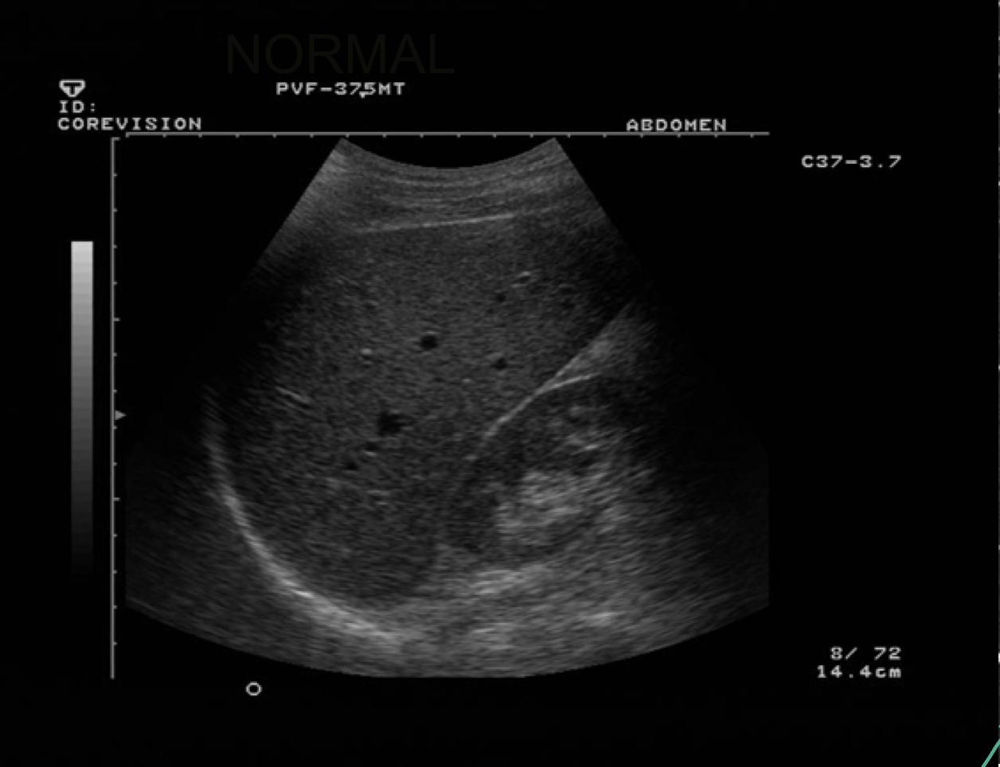 NORMAL
PVF-375MT
ID:
COREVISION
ABDOMEN
C37-3.7
8/ 72
14.4cm